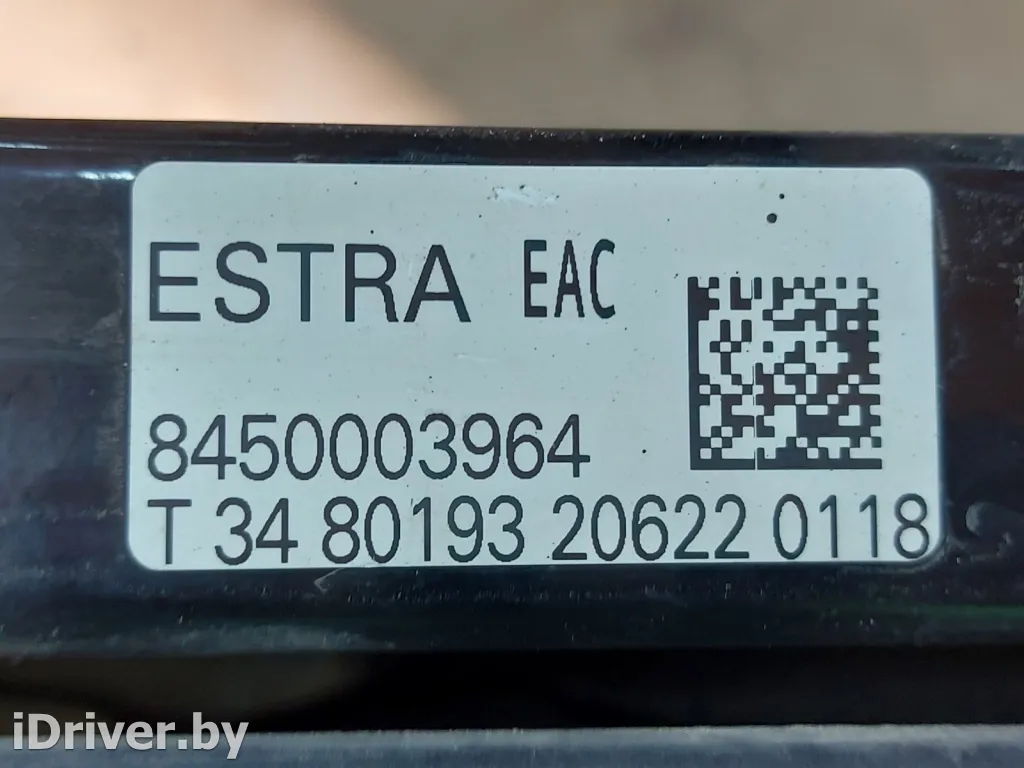 ESTRA EAC
8450003964
T 34 80193 20622 0118
iDriver.by